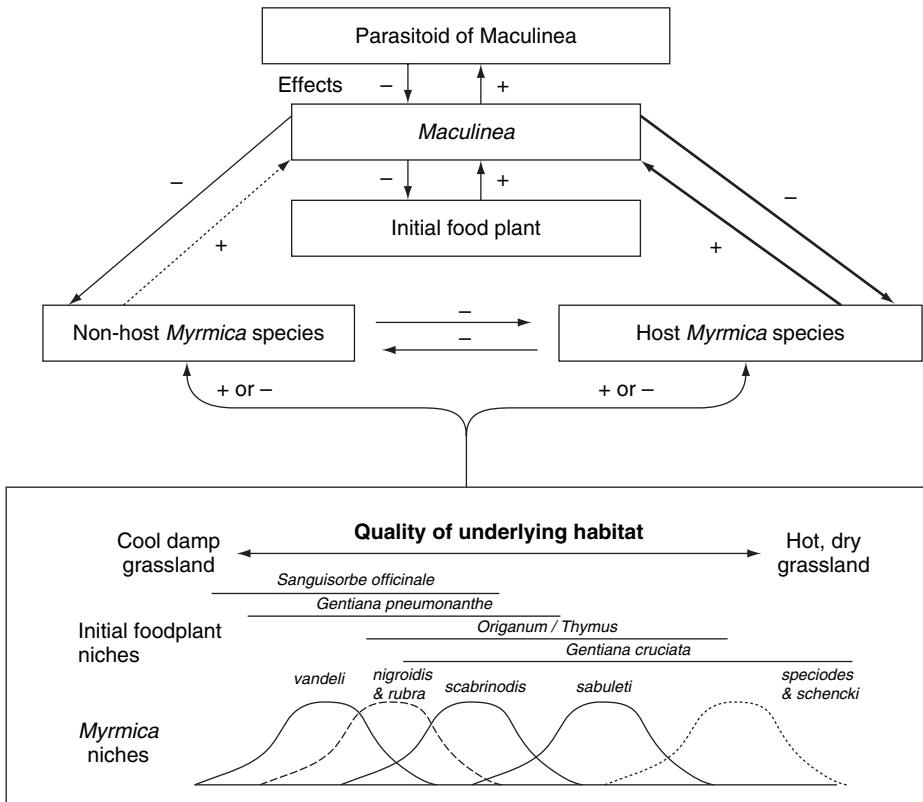 Parasitoid of Maculinea
Effects
–
+
Maculinea
–
–
+
–
+
Initial food plant
+
Non-host Myrmica species
–
–
Host Myrmica species
+ or –
+ or –
Quality of underlying habitat
Cool damp
grassland
Hot, dry
grassland
Sanguisorbe officinale
Gentiana pneumonanthe
Initial foodplant
niches
Origanum / Thymus
Gentiana cruciata
vandeli
nigroidis
& rubra
scabrinodis
sabuleti
speciodes
& schencki
Myrmica
niches